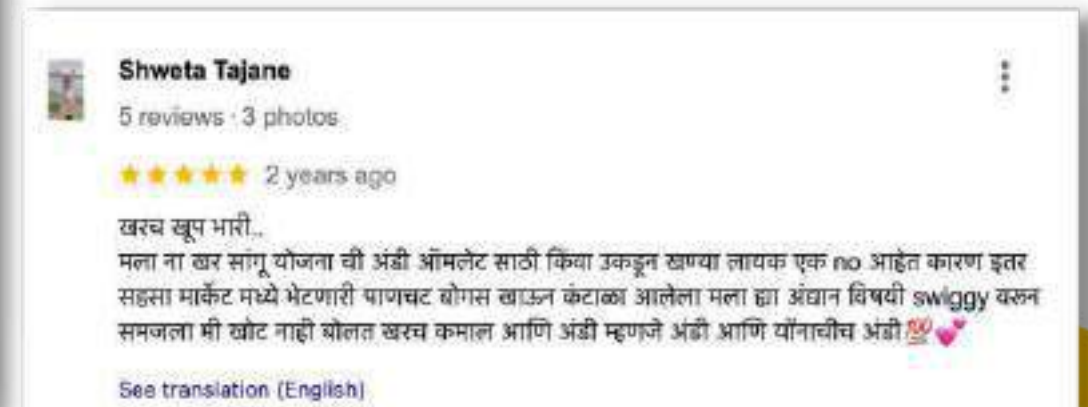 Shweta Tajane
5 reviews · 3 photos
2 years ago
खरच खूप भारी..
मला ना खर सांगू योजना ची अंडी ऑमलेट साठी किंवा उकडून खण्या लायक एक no आहेत कारण इतर
सहसा मार्केट मध्ये भेटणारी पाणचट बोगस खाऊन कंटाळा आलेला मला ह्या अंद्यान विषयी swiggy वरून
समजला मी खोट नाही बोलत खरच कमाल आणि अंडी म्हणजे अंडी आणि योनाचीच अंडी💯💕
See translation (English)